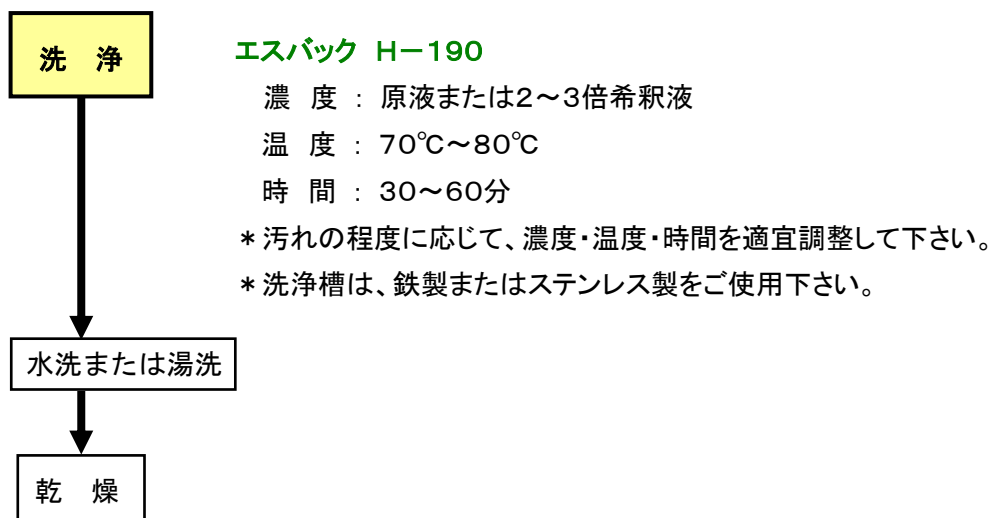 洗　浄
エスバック　Ｈ－１９０
濃　度　：　原液または２～３倍希釈液
温　度　：　７０℃～８０℃
時　間　：　３０～６０分
＊汚れの程度に応じて、濃度・温度・時間を適宜調整して下さい。
＊洗浄槽は、鉄製またはステンレス製をご使用下さい。
水洗または湯洗
乾　燥